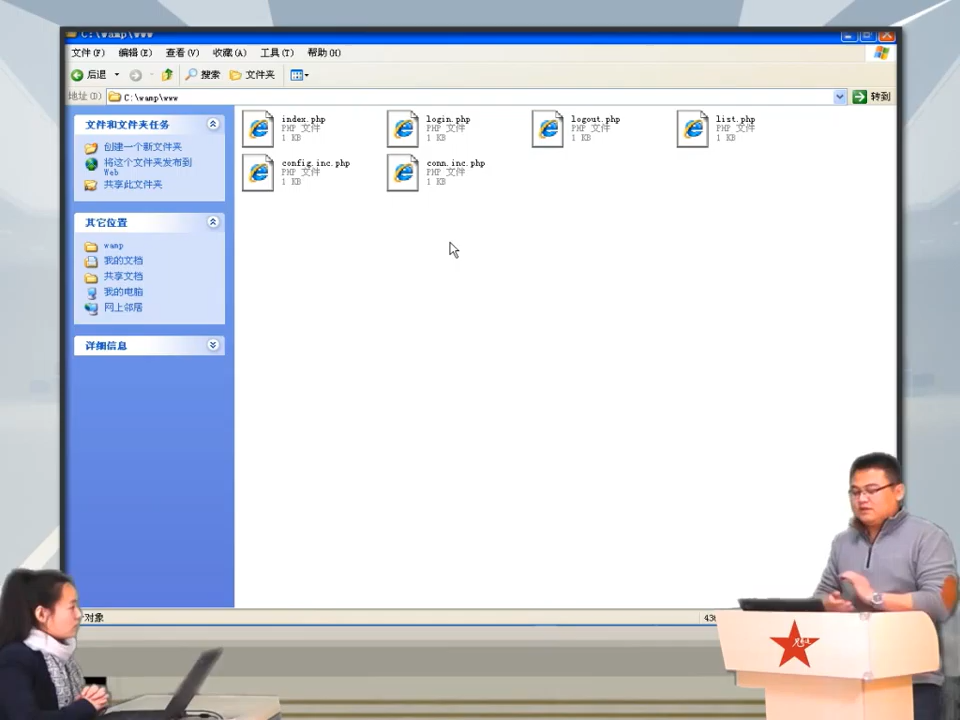 C:\wamp\www
文件(F) 编辑(E) 查看(V) 收藏(A) 工具(T) 帮助(H)
后退 搜索 文件夹
地址(D) C:\wamp\www 转到
文件和文件夹任务
创建一个新文件夹
将这个文件夹发布到
Web
共享此文件夹
其它位置
wamp
我的文档
共享文档
我的电脑
网上邻居
详细信息
index.php
PHP 文件
1 KB
login.php
PHP 文件
1 KB
logout.php
PHP 文件
1 KB
list.php
PHP 文件
1 KB
config.inc.php
PHP 文件
1 KB
conn.inc.php
PHP 文件
1 KB
对象